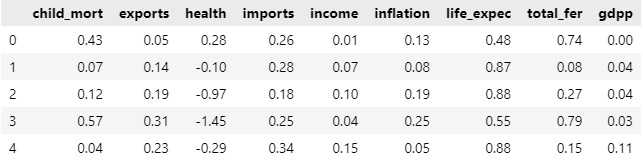 child_mort exports health imports income inflation life_expec total_fer gdpp
0 0.43 0.05 0.28 0.26 0.01 0.13 0.48 0.74 0.00
1 0.07 0.14 -0.10 0.28 0.07 0.08 0.87 0.08 0.04
2 0.12 0.19 -0.97 0.18 0.10 0.19 0.88 0.27 0.04
3 0.57 0.31 -1.45 0.25 0.04 0.25 0.55 0.79 0.03
4 0.04 0.23 -0.29 0.34 0.15 0.05 0.88 0.15 0.11